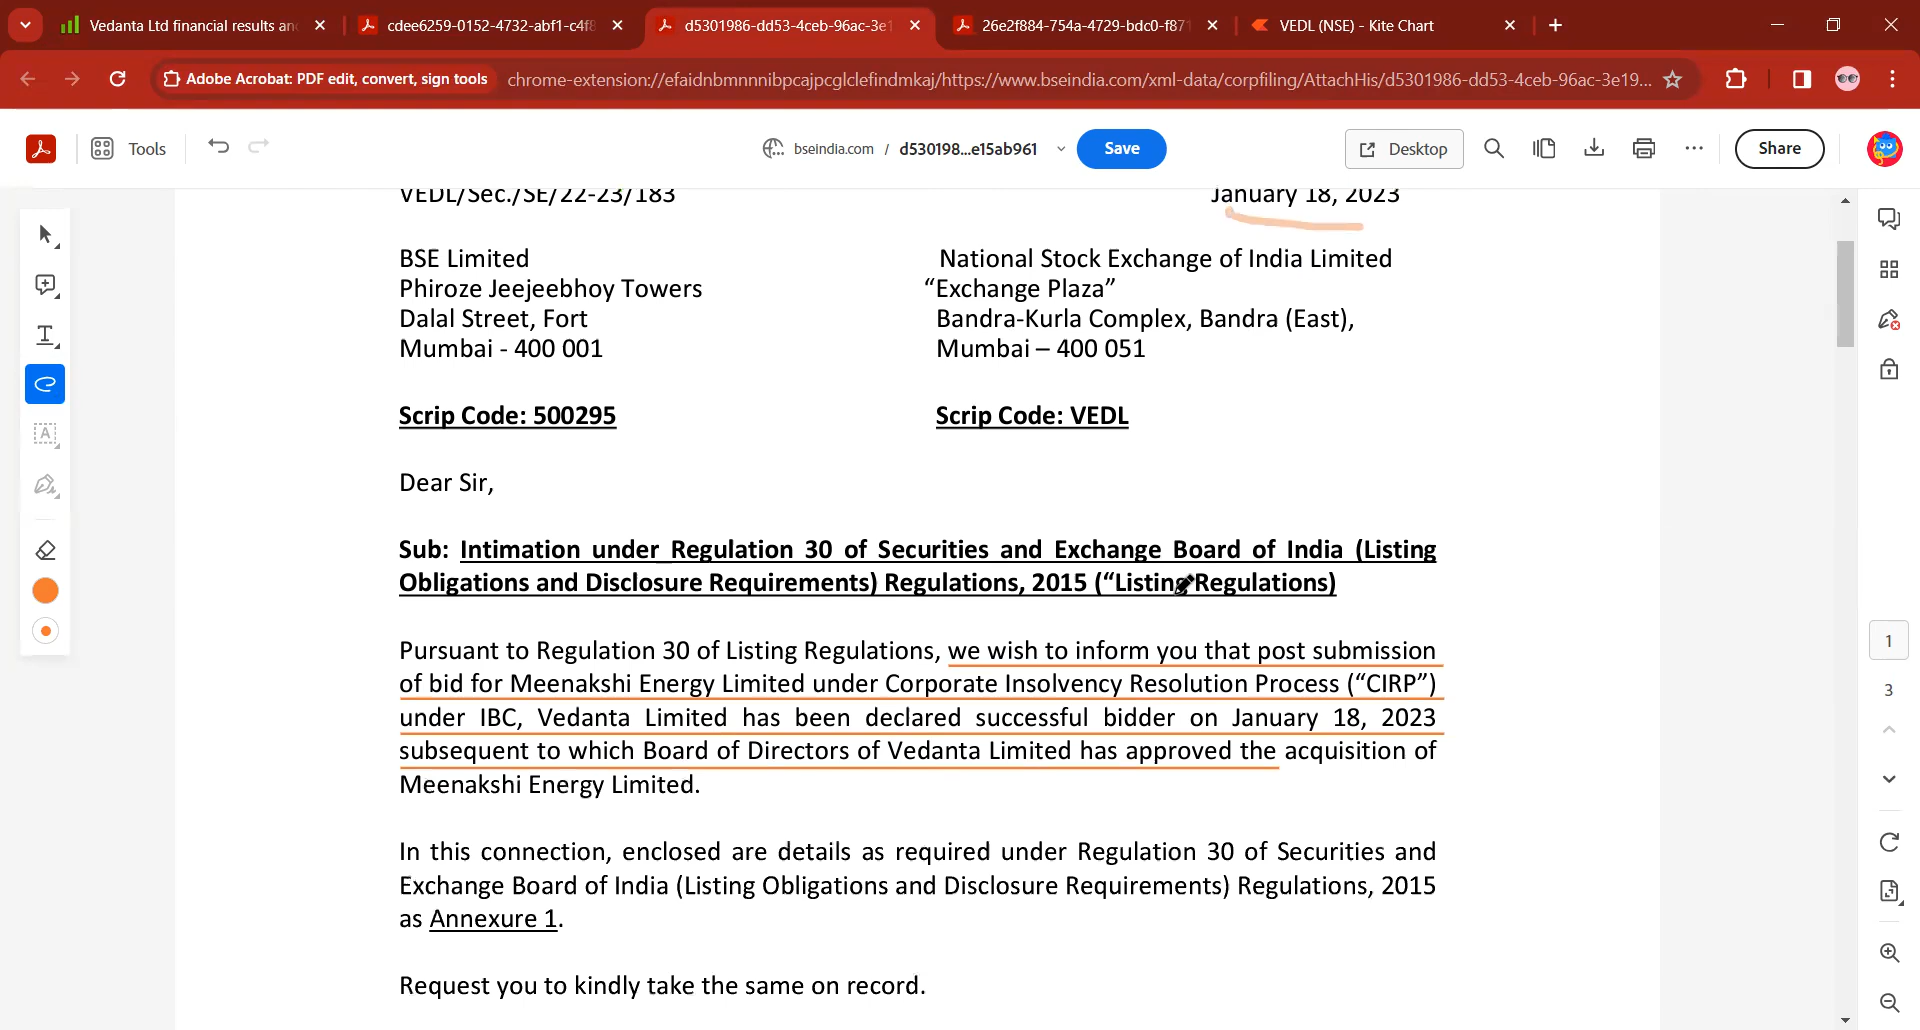 Vedanta Ltd financial results an
cdee6259-0152-4732-abf1-c4f8
d5301986-dd53-4ceb-96ac-3e1
26e2f884-754a-4729-bdc0-f871
VEDL (NSE) - Kite Chart
Adobe Acrobat: PDF edit, convert, sign tools
chrome-extension://efaidnbmnnnibpcajpcglclefindmkaj/https://www.bseindia.com/xml-data/corpfiling/AttachHis/d5301986-dd53-4ceb-96ac-3e19...
Tools
bseindia.com / d530198...e15ab961
Save
Desktop
Share
VEDL/Sec./SE/22-23/183
January 18, 2023
BSE Limited
Phiroze Jeejeebhoy Towers
Dalal Street, Fort
Mumbai - 400 001
National Stock Exchange of India Limited
“Exchange Plaza”
Bandra-Kurla Complex, Bandra (East),
Mumbai – 400 051
Scrip Code: 500295
Scrip Code: VEDL
Dear Sir,
Sub: Intimation under Regulation 30 of Securities and Exchange Board of India (Listing
Obligations and Disclosure Requirements) Regulations, 2015 (“Listing Regulations)
Pursuant to Regulation 30 of Listing Regulations, we wish to inform you that post submission
of bid for Meenakshi Energy Limited under Corporate Insolvency Resolution Process (“CIRP”)
under IBC, Vedanta Limited has been declared successful bidder on January 18, 2023
subsequent to which Board of Directors of Vedanta Limited has approved the acquisition of
Meenakshi Energy Limited.
In this connection, enclosed are details as required under Regulation 30 of Securities and
Exchange Board of India (Listing Obligations and Disclosure Requirements) Regulations, 2015
as Annexure 1.
Request you to kindly take the same on record.
1
3